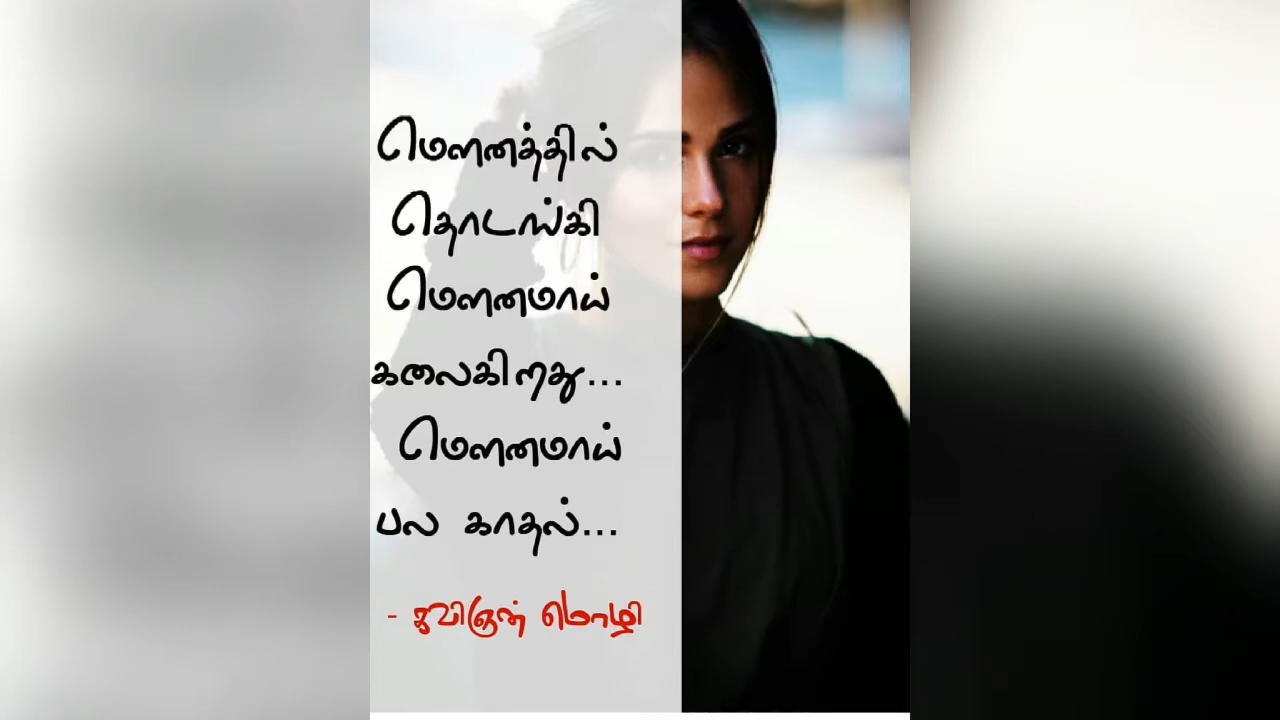 மௌனத்தில்
தொடங்கி
மௌனமாய்
கலைகிறது...
மௌனமாய்
பல காதல்...
- கவிஞன் மொழி